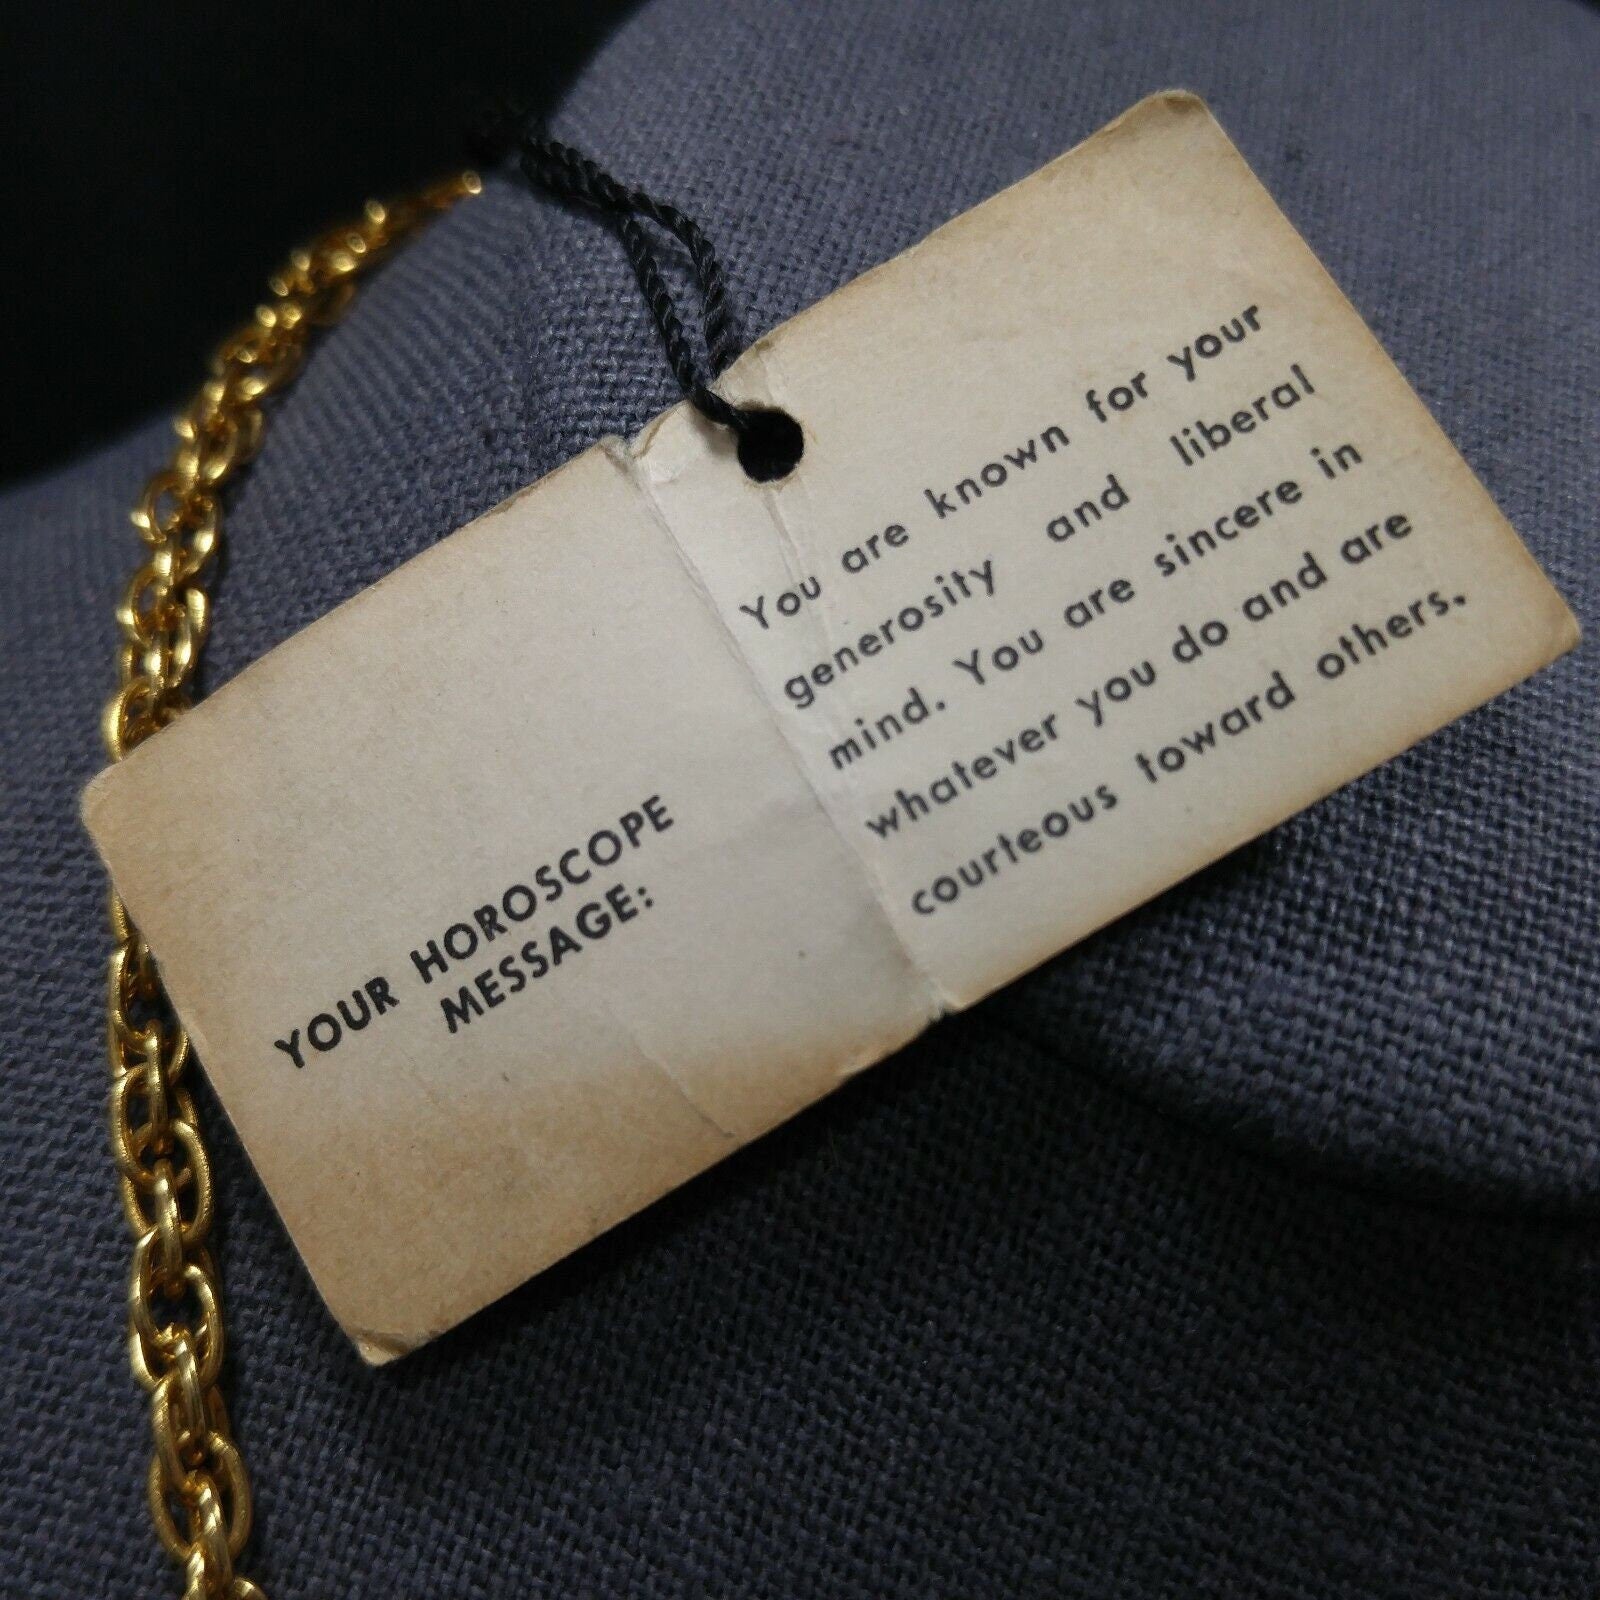 YOUR HOROSCOPE
MESSAGE:
You are known for your
generosity and liberal
mind. You are sincere in
whatever you do and are
courteous toward others.